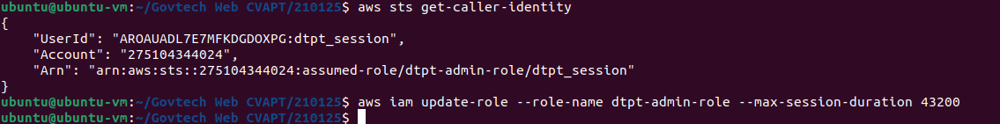 ubuntu@ubuntu-vm:~/Govtech Web CVAPT/210125$ aws sts get-caller-identity
{
    "UserId": "AROAUADL7E7MFKDGDOXPG:dtpt_session",
    "Account": "275104344024",
    "Arn": "arn:aws:sts::275104344024:assumed-role/dtpt-admin-role/dtpt_session"
}
ubuntu@ubuntu-vm:~/Govtech Web CVAPT/210125$ aws iam update-role --role-name dtpt-admin-role --max-session-duration 43200
ubuntu@ubuntu-vm:~/Govtech Web CVAPT/210125$